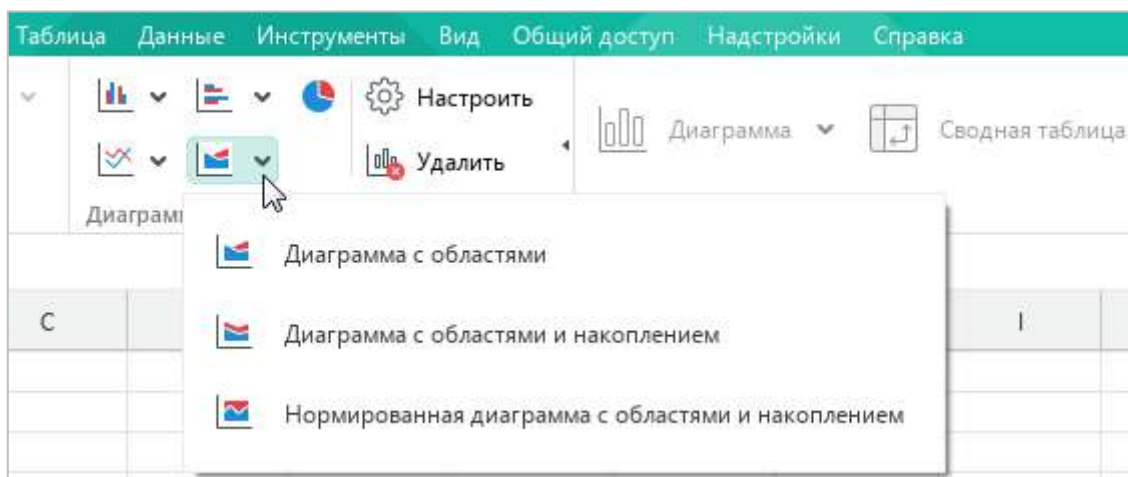 Таблица Данные Инструменты Вид Общий доступ Надстройки Справка
Настроить
Диаграмма Сводная таблица
Удалить
Диаграм
Диаграмма с областями
C I
Диаграмма с областями и накоплением
Нормированная диаграмма с областями и накоплением